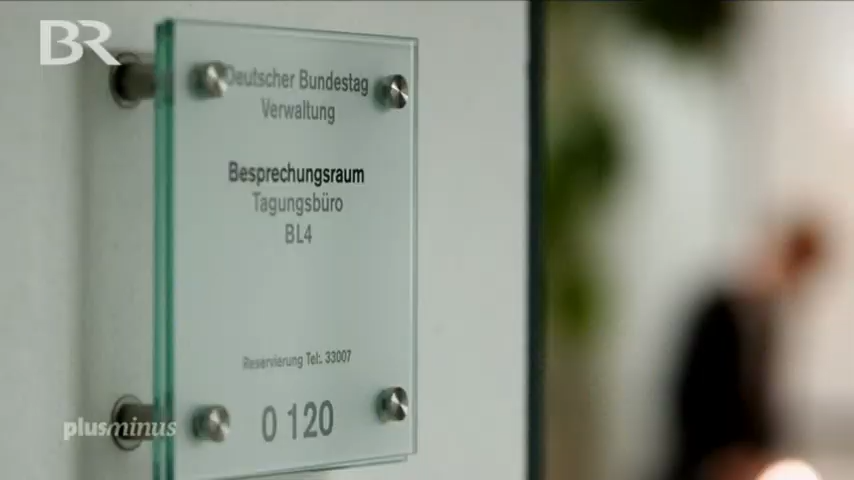 BR
Deutscher Bundestag
Verwaltung
Besprechungsraum
Tagungsbüro
BL4
Reservierung Tel:. 33007
0 120
plusminus